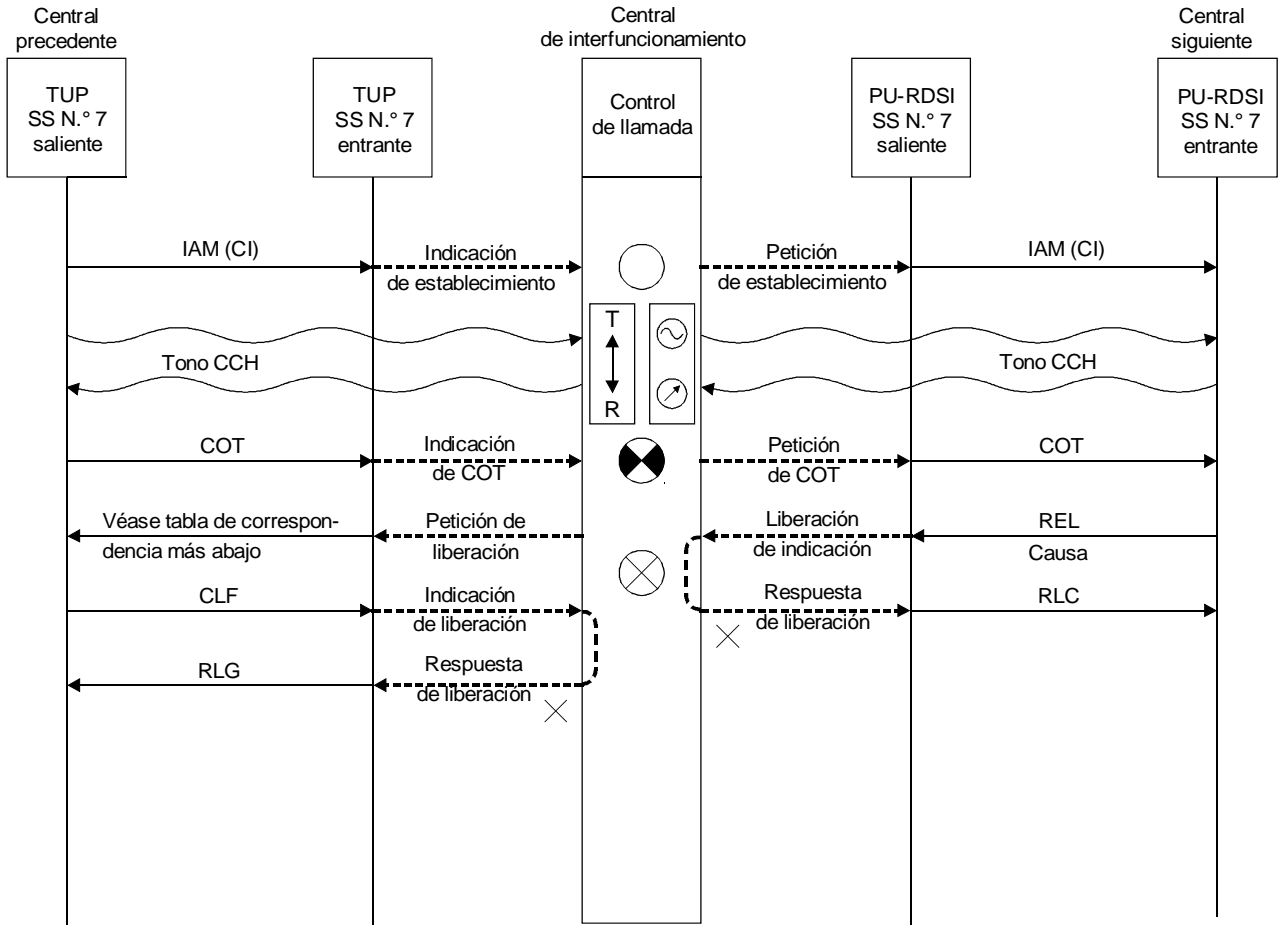 Central
precedente
Central
de interfuncionamiento
Central
siguiente
TUP
SS N.° 7
saliente
TUP
SS N.° 7
entrante
Control
de llamada
PU-RDSI
SS N.° 7
saliente
PU-RDSI
SS N.° 7
entrante
IAM (CI)
Indicación
de establecimiento
Petición
de establecimiento
IAM (CI)
T
R
Tono CCH
Tono CCH
COT
Indicación
de COT
Petición
de COT
COT
Véase tabla de correspon-
dencia más abajo
Petición de
liberación
Liberación
de indicación
REL
Causa
CLF
Indicación
de liberación
Respuesta
de liberación
RLC
RLG
Respuesta
de liberación